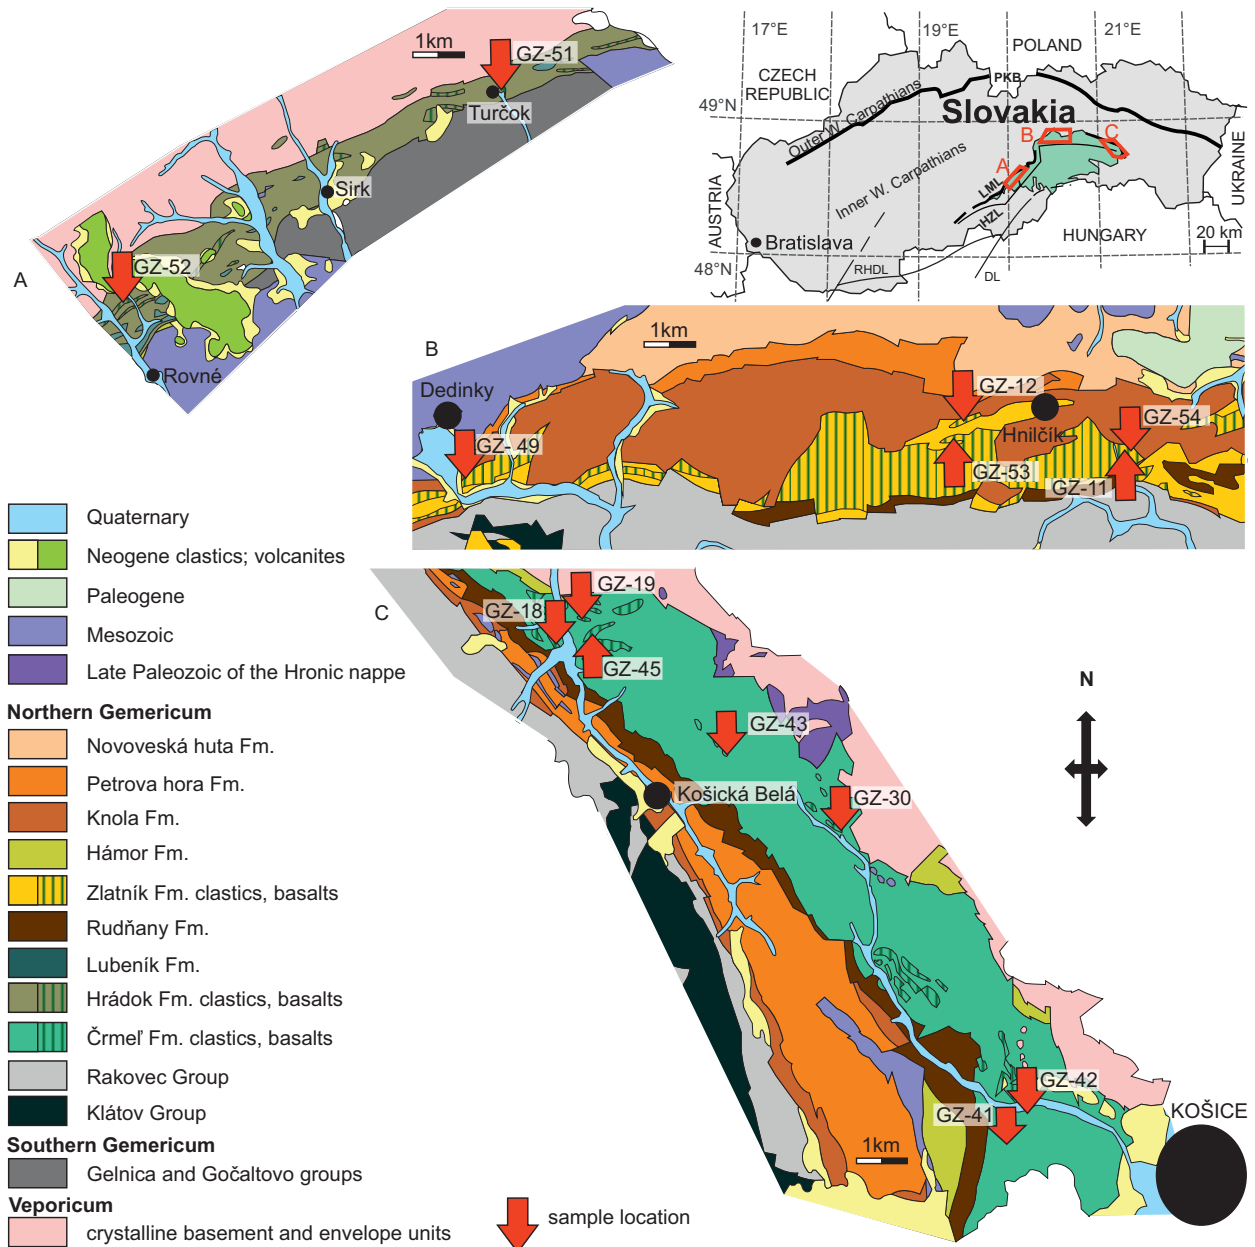 1km
GZ-51
Turčok
Sirk
GZ-52
A
Rovné
17°E
19°E
21°E
POLAND
CZECH
REPUBLIC
PKB
49°N
Slovakia
Outer W. Carpathians
B
C
Inner W. Carpathians
A
LML
HZL
UKRAINE
AUSTRIA
Bratislava
HUNGARY
20 km
48°N
RHDL
DL
B
1km
Dedinky
GZ-12
GZ-54
GZ- 49
Hnilčík
GZ-53
GZ-11
Quaternary
Neogene clastics; volcanites
Paleogene
Mesozoic
Late Paleozoic of the Hronic nappe
Northern Gemericum
Novoveská huta Fm.
Petrova hora Fm.
Knola Fm.
Hámor Fm.
Zlatník Fm. clastics, basalts
Rudňany Fm.
Lubeník Fm.
Hrádok Fm. clastics, basalts
Črmeľ Fm. clastics, basalts
Rakovec Group
Klátov Group
Southern Gemericum
Gelnica and Gočaltovo groups
Veporicum
crystalline basement and envelope units
sample location
C
GZ-19
GZ-18
GZ-45
GZ-43
N
Košická Belá
GZ-30
GZ-42
GZ-41
KOŠICE
1km